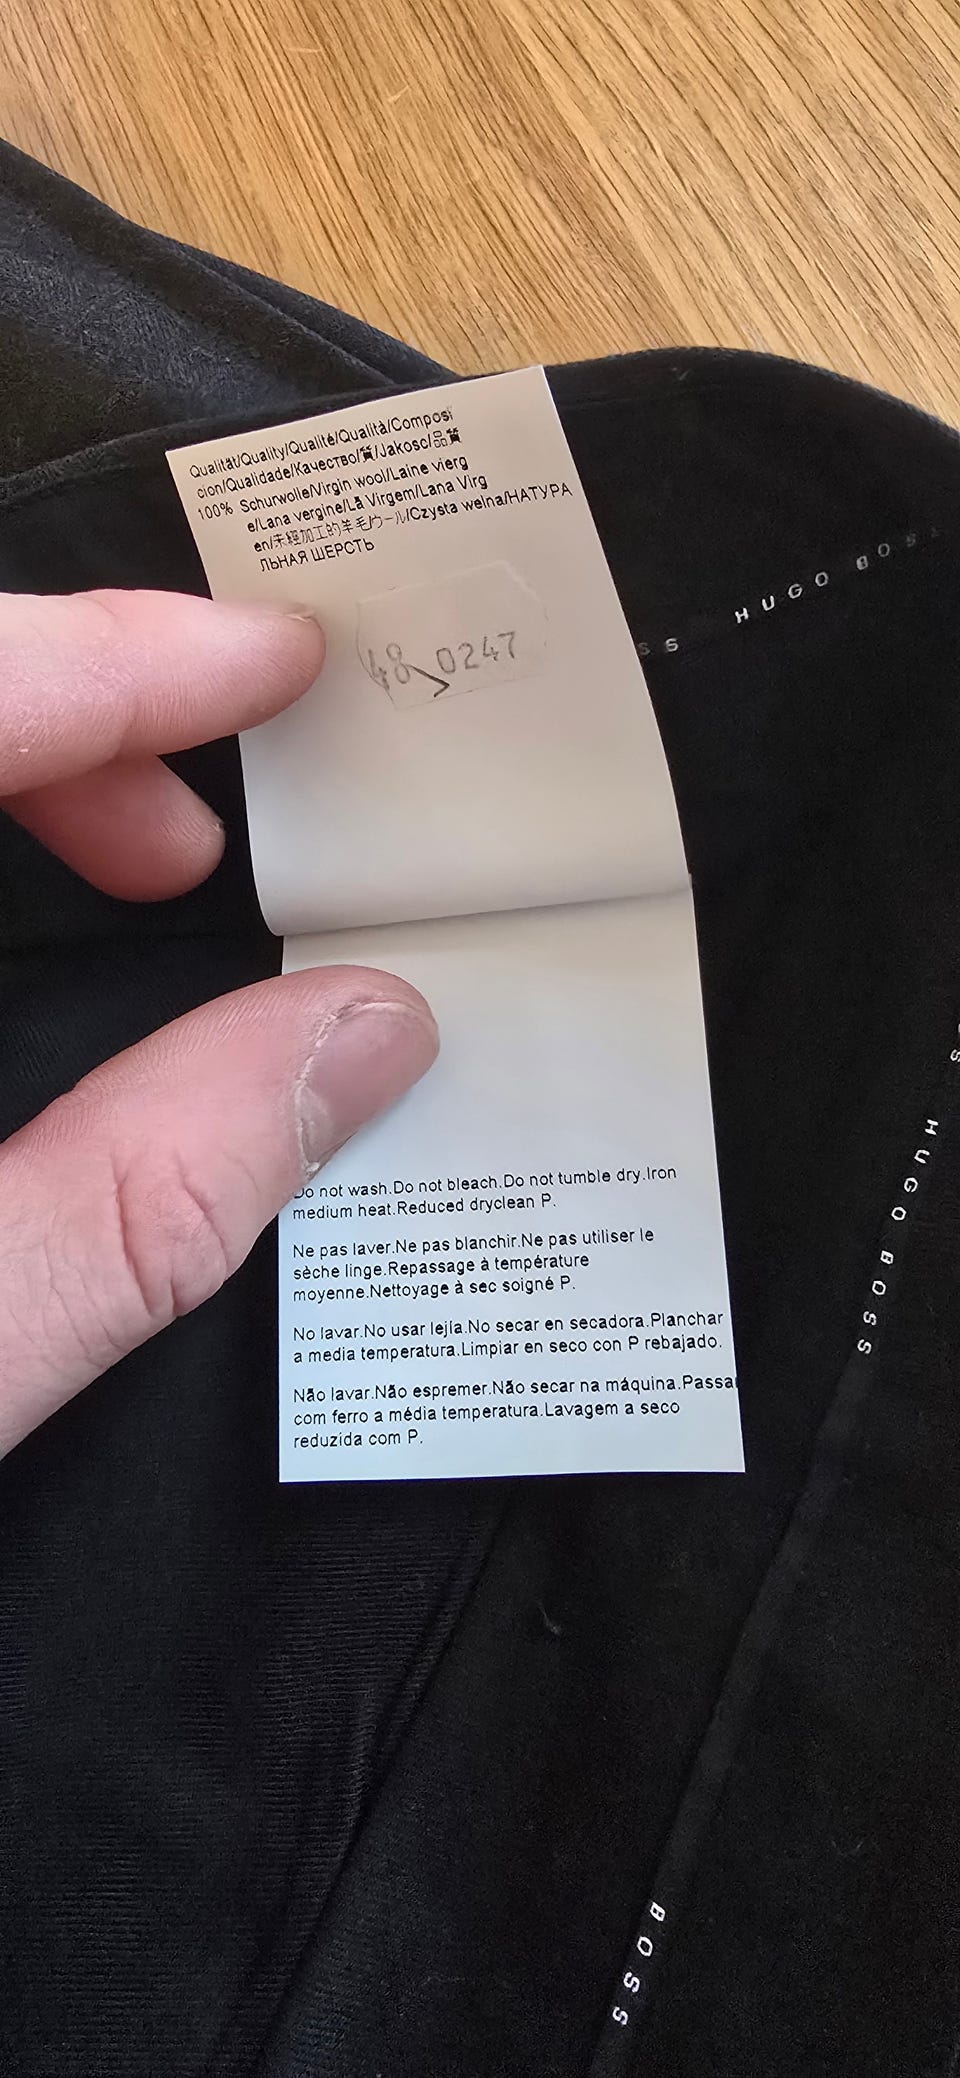 Qualität/Quality/Qualité/Qualità/Composi
cion/Qualidade/Качество/質/Jakosc/品質
100% Schurwolle/Virgin wool/Laine vierg
e/Lana vergine/Lã Virgem/Lana Virg
en/未經加工的羊毛/ウール/Czysta welna/НАТУРА
ЛЬНАЯ ШЕРСТЬ
48 0247
SS HUGO BOSS
Do not wash.Do not bleach.Do not tumble dry.Iron
medium heat.Reduced dryclean P.
Ne pas laver.Ne pas blanchir.Ne pas utiliser le
sèche linge.Repassage à température
moyenne.Nettoyage à sec soigné P.
No lavar.No usar lejía.No secar en secadora.Planchar
a media temperatura.Limpiar en seco con P rebajado.
Não lavar.Não espremer.Não secar na máquina.Passar
com ferro a média temperatura.Lavagem a seco
reduzida com P.
HUGO BOSS
BOSS